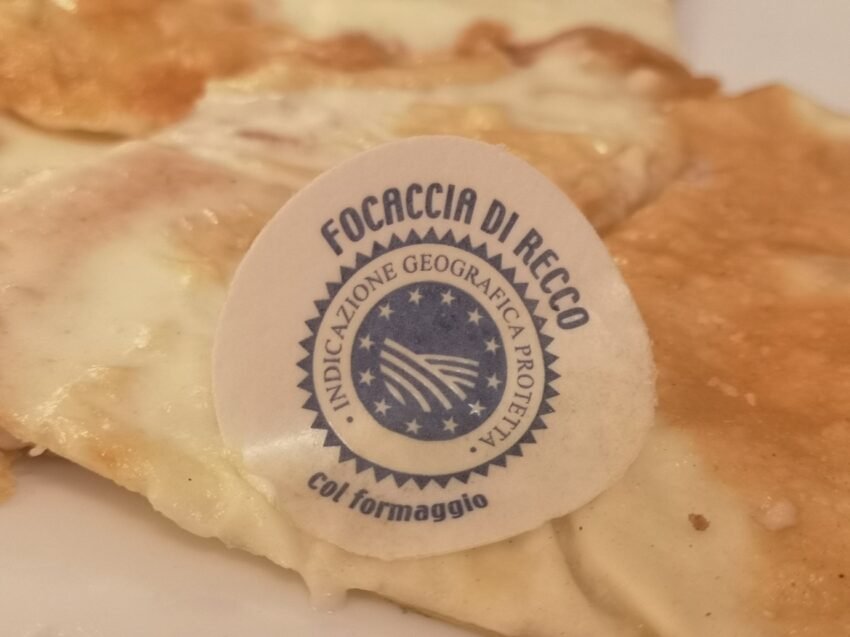 FOCACCIA DI RECCO
• INDICAZIONE GEOGRAFICA PROTETTA •
col formaggio